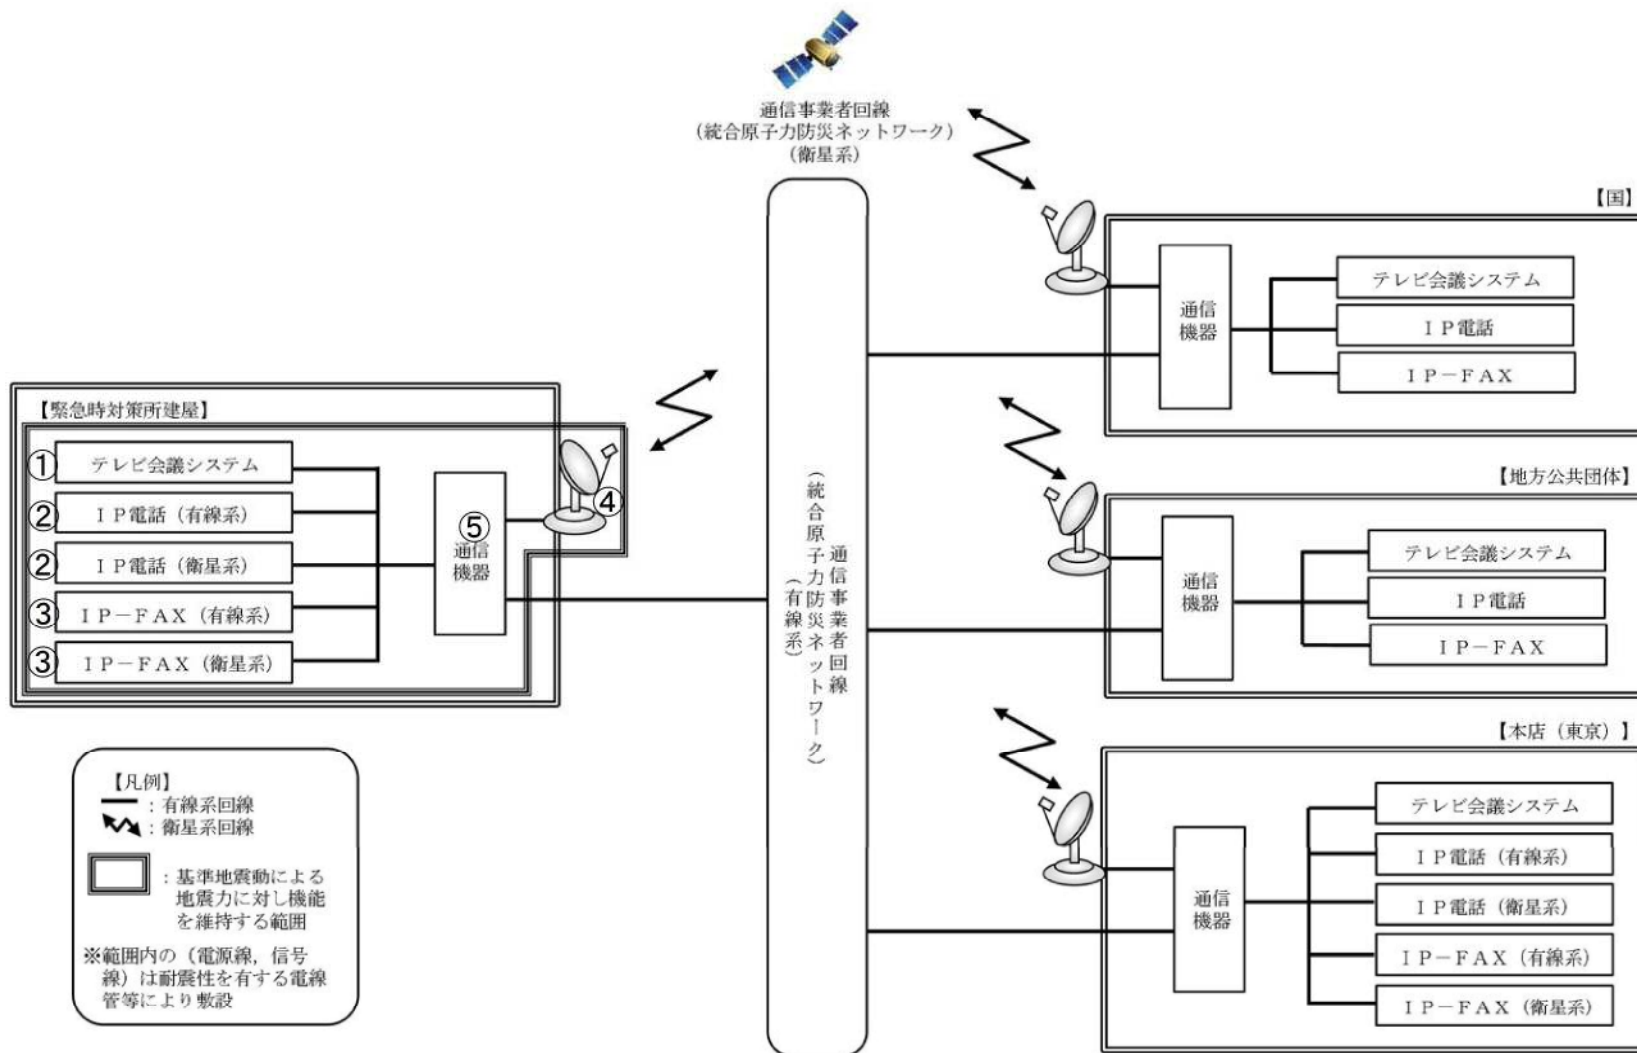 通信事業者回線
（統合原子力防災ネットワーク）
（衛星系）
【緊急時対策所建屋】
① テレビ会議システム
② ＩＰ電話（有線系）
② ＩＰ電話（衛星系）
③ ＩＰ－ＦＡＸ（有線系）
③ ＩＰ－ＦＡＸ（衛星系）
⑤
通信
機器
④
通信事業者回線
（統合原子力防災ネットワーク）
（有線系）
【国】
通信
機器
テレビ会議システム
ＩＰ電話
ＩＰ－ＦＡＸ
【地方公共団体】
通信
機器
テレビ会議システム
ＩＰ電話
ＩＰ－ＦＡＸ
【本店（東京）】
通信
機器
テレビ会議システム
ＩＰ電話（有線系）
ＩＰ電話（衛星系）
ＩＰ－ＦＡＸ（有線系）
ＩＰ－ＦＡＸ（衛星系）
【凡例】
：有線系回線
：衛星系回線
：基準地震動による
地震力に対し機能
を維持する範囲
※範囲内の（電源線，信号
線）は耐震性を有する電線
管等により敷設